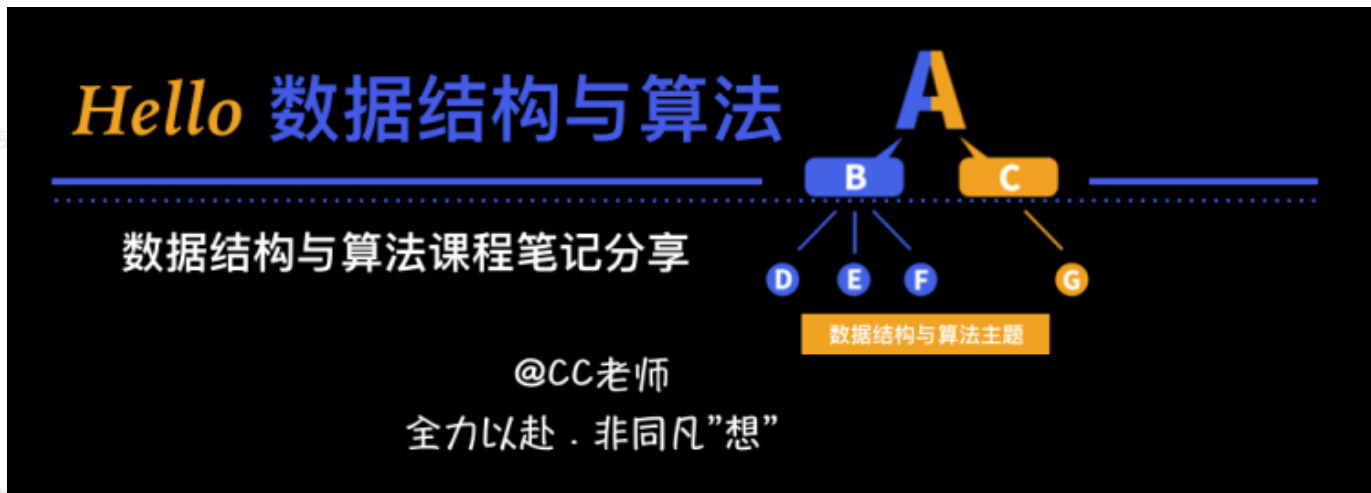 Hello 数据结构与算法
A
B
C
数据结构与算法课程笔记分享
D
E
F
G
数据结构与算法主题
@CC老师
全力以赴．非同凡”想”